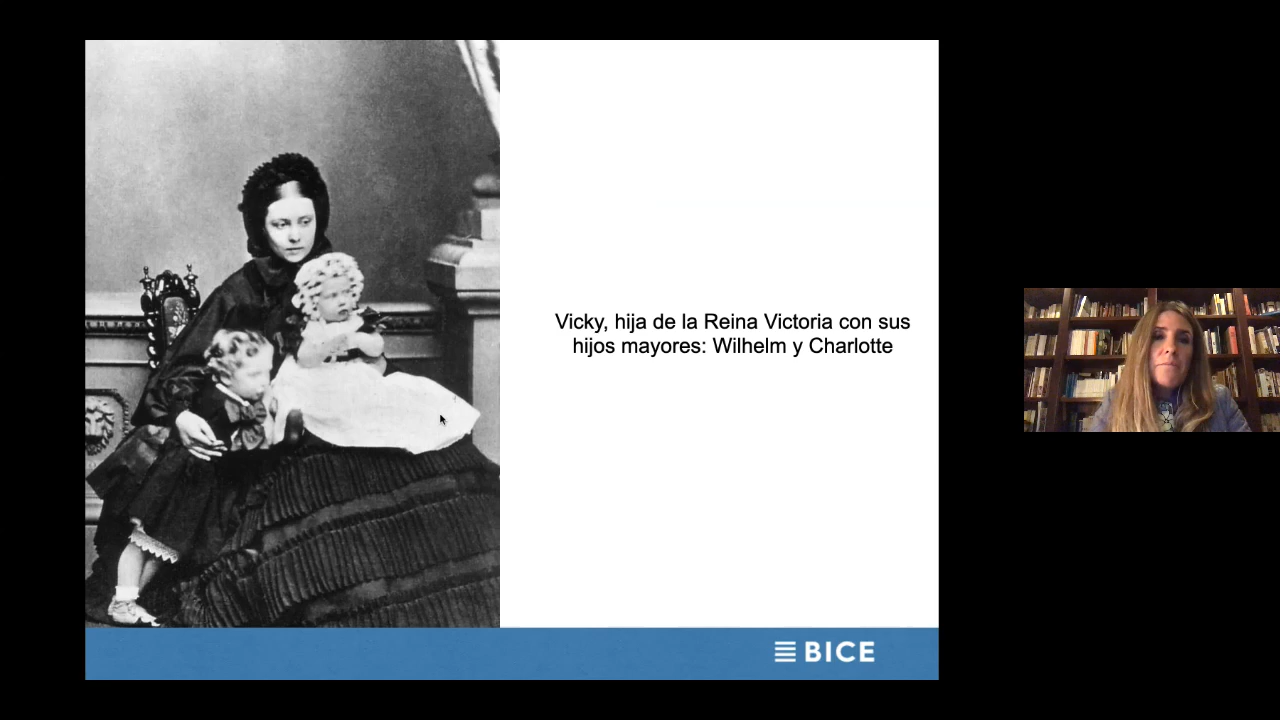 Vicky, hija de la Reina Victoria con sus
hijos mayores: Wilhelm y Charlotte
BICE